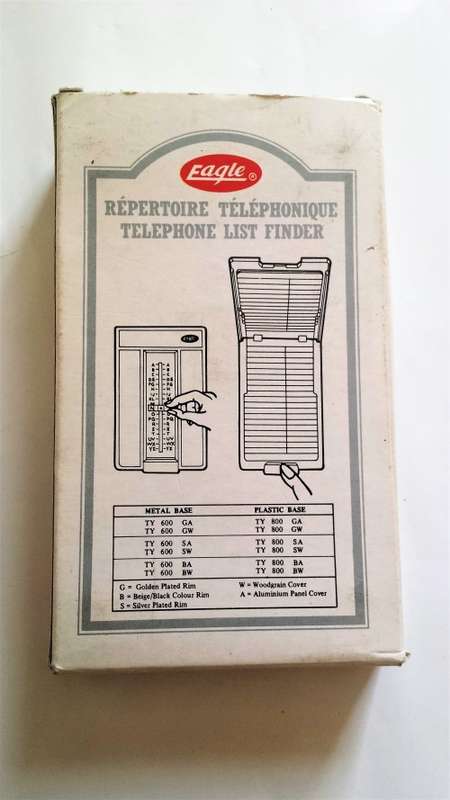 Eagle ®
RÉPERTOIRE TÉLÉPHONIQUE
TELEPHONE LIST FINDER
METAL BASE PLASTIC BASE
TY 600 GA TY 800 GA
TY 600 GW TY 800 GW
TY 600 SA TY 800 SA
TY 600 SW TY 800 SW
TY 600 BA TY 800 BA
TY 600 BW TY 800 BW
G = Golden Plated Rim W = Woodgrain Cover
B = Beige/Black Colour Rim A = Aluminium Panel Cover
S = Silver Plated Rim